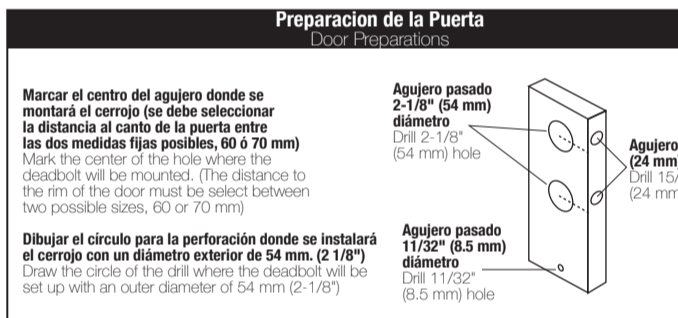 Preparacion de la Puerta
Door Preparations
Marcar el centro del agujero donde se
montará el cerrojo (se debe seleccionar
la distancia al canto de la puerta entre
las dos medidas fijas posibles, 60 ó 70 mm)
Mark the center of the hole where the
deadbolt will be mounted. (The distance to
the rim of the door must be select between
two possible sizes, 60 or 70 mm)
Dibujar el círculo para la perforación donde se instalará
el cerrojo con un diámetro exterior de 54 mm. (2 1/8")
Draw the circle of the drill where the deadbolt will be
set up with an outer diameter of 54 mm (2-1/8")
Agujero pasado
2-1/8" (54 mm)
diámetro
Drill 2-1/8"
(54 mm) hole
Agujero pasado
11/32" (8.5 mm)
diámetro
Drill 11/32"
(8.5 mm) hole
Agujero
(24 mm
Drill 15/
(24 mm